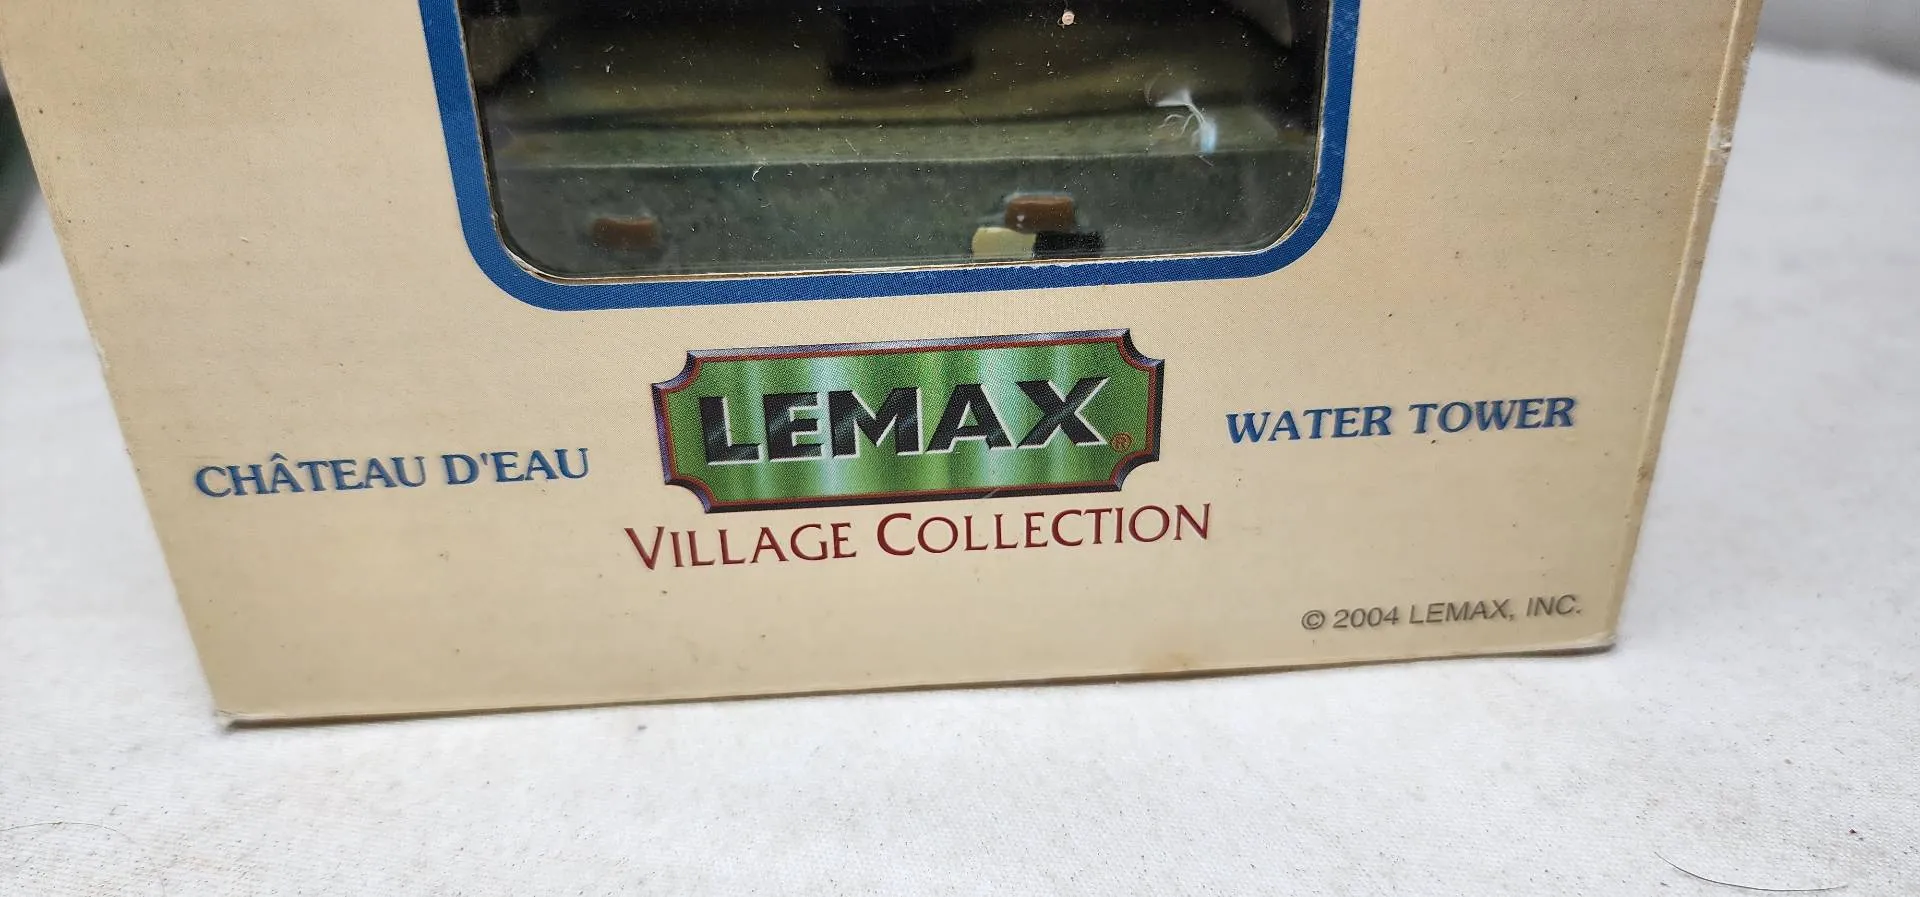 CHÂTEAU D'EAU
LEMAX®
WATER TOWER
VILLAGE COLLECTION
© 2004 LEMAX, INC.